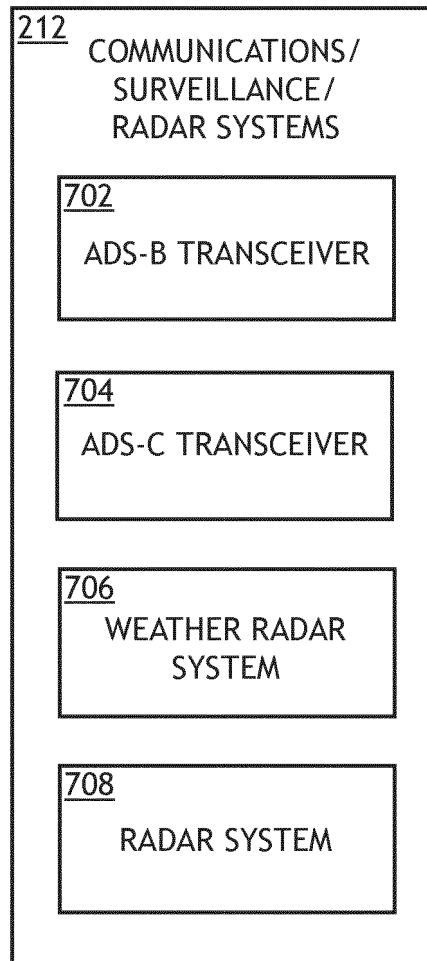 212
COMMUNICATIONS/
SURVEILLANCE/
RADAR SYSTEMS
702
ADS-B TRANSCEIVER
704
ADS-C TRANSCEIVER
706
WEATHER RADAR
SYSTEM
708
RADAR SYSTEM